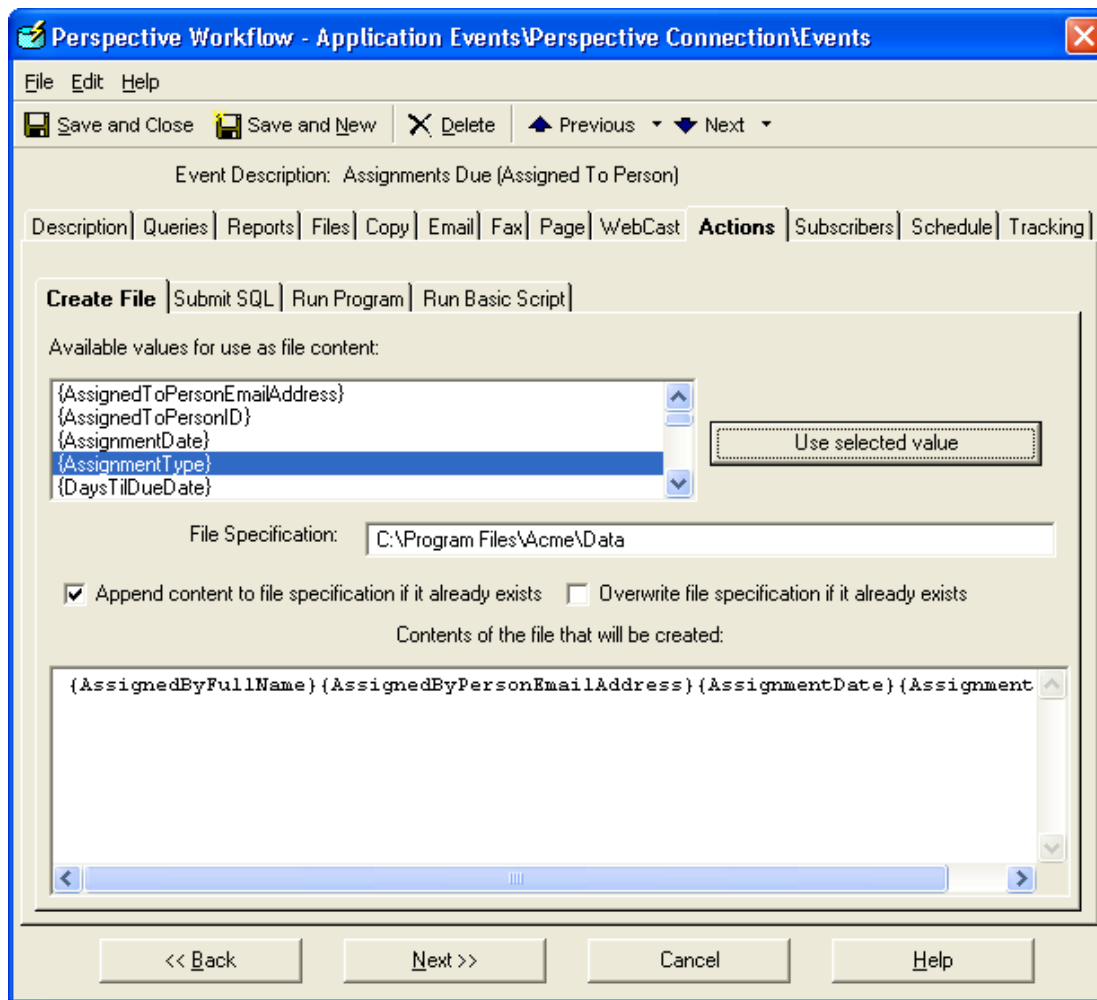 Perspective Workflow - Application Events\Perspective Connection\Events
File Edit Help
Save and Close Save and New Delete Previous Next
Event Description: Assignments Due (Assigned To Person)
Description Queries Reports Files Copy Email Fax Page WebCast Actions Subscribers Schedule Tracking
Create File Submit SQL Run Program Run Basic Script
Available values for use as file content:
{AssignedToPersonEmailAddress}
{AssignedToPersonID}
{AssignmentDate}
{AssignmentType}
{DaysTilDueDate}
Use selected value
File Specification: C:\Program Files\Acme\Data
Append content to file specification if it already exists Overwrite file specification if it already exists
Contents of the file that will be created:
{AssignedByFullName}{AssignedByPersonEmailAddress}{AssignmentDate}{Assignment
<< Back Next >> Cancel Help